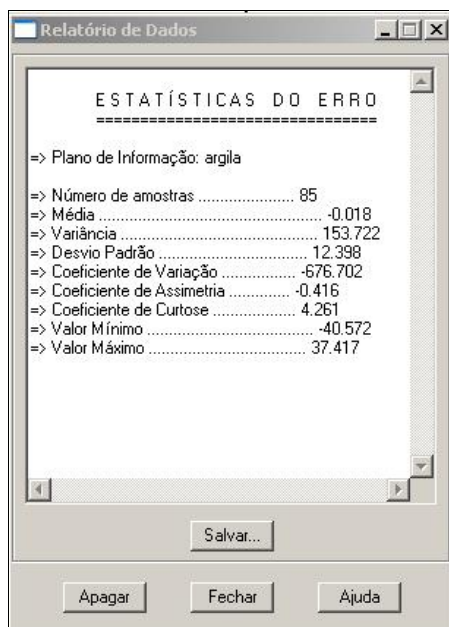 Relatório de Dados
ESTATÍSTICAS DO ERRO
================================
=> Plano de Informação: argila
=> Número de amostras ...................... 85
=> Média .................................................... -0.018
=> Variância .............................................. 153.722
=> Desvio Padrão ..................................... 12.398
=> Coeficiente de Variação ................. -676.702
=> Coeficiente de Assimetria .............. -0.416
=> Coeficiente de Curtose ................... 4.261
=> Valor Mínimo ....................................... -40.572
=> Valor Máximo ..................................... 37.417
Salvar...
Apagar Fechar Ajuda